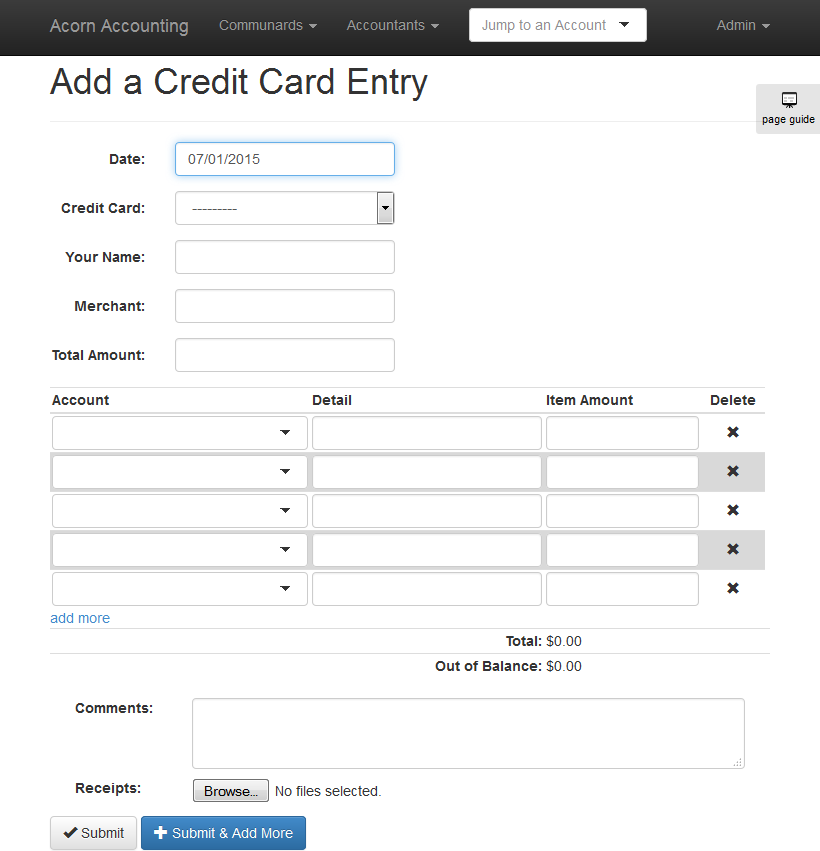 Acorn Accounting Communards Accountants Jump to an Account Admin
Add a Credit Card Entry
page guide
Date: 07/01/2015
Credit Card: ---------
Your Name:
Merchant:
Total Amount:
Account Detail Item Amount Delete
add more
Total: $0.00
Out of Balance: $0.00
Comments:
Receipts: Browse... No files selected.
Submit Submit & Add More